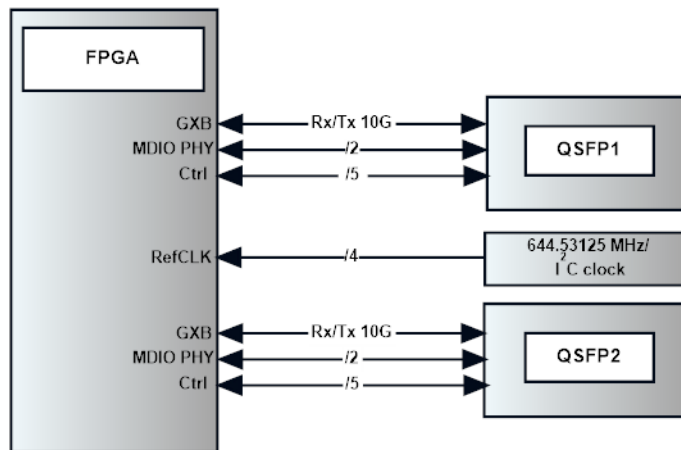 FPGA
GXB Rx/Tx 10G
MDIO PHY /2
Ctrl /5
QSFP1
RefCLK /4
644.53125 MHz/
I²C clock
GXB Rx/Tx 10G
MDIO PHY /2
Ctrl /5
QSFP2